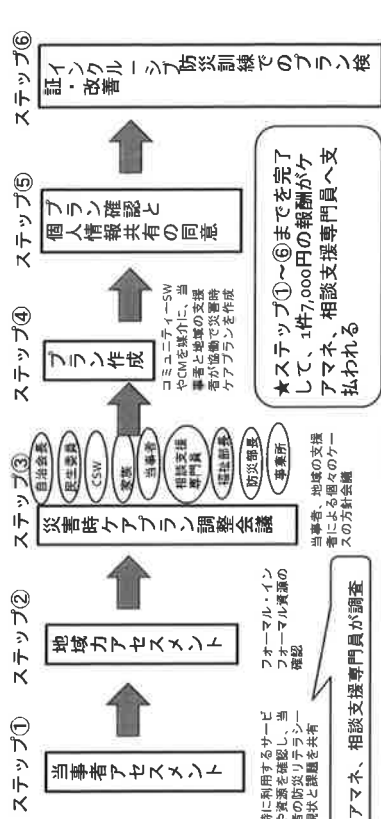 ステップ①
当事者アセスメント
時に利用するサービ
や資源を確認し、当
者の防災リテラシー
現状と課題を共有
アマネ、相談支援専門員が調査
ステップ②
地域力アセスメント
フォーマル・イン
フォーマル資源の
確認
ステップ③
災害時ケアプラン調整会議
自治会長
民生委員
CSW
家族
当事者
相談支援
専門員
福祉部長
防災部長
事業所
当事者、地域の支援
者による個々のケー
スの方針会議
ステップ④
プラン作成
コミュニティーSW
やCMを媒介に、当
事者と地域の支援
者が協働で災害時
ケアプランを作成
ステップ⑤
プラン確認と
個人情報共有の同意
ステップ⑥
インクルーシブ防災訓練でのプラン検
証・改善
★ステップ①～⑥までを完了
して、1件7,000円の報酬がケ
アマネ、相談支援専門員へ支
払われる